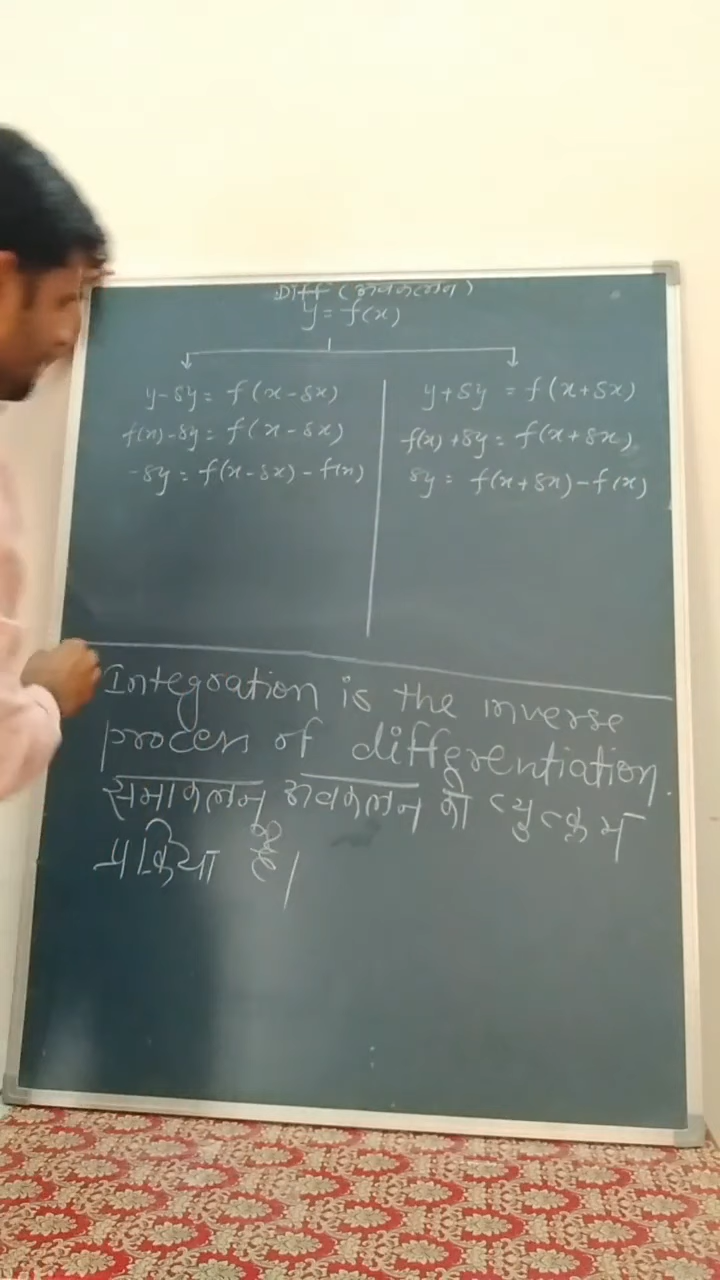 Diff (अवकलन)
y = f(x)
y-δy = f(x-δx)
f(x)-δy = f(x-δx)
-δy = f(x-δx) - f(x)
y+δy = f(x+δx)
f(x)+δy = f(x+δx)
δy = f(x+δx)-f(x)
Integration is the inverse
process of differentiation.
समाकलन अवकलन की व्युत्क्रम
प्रक्रिया है।